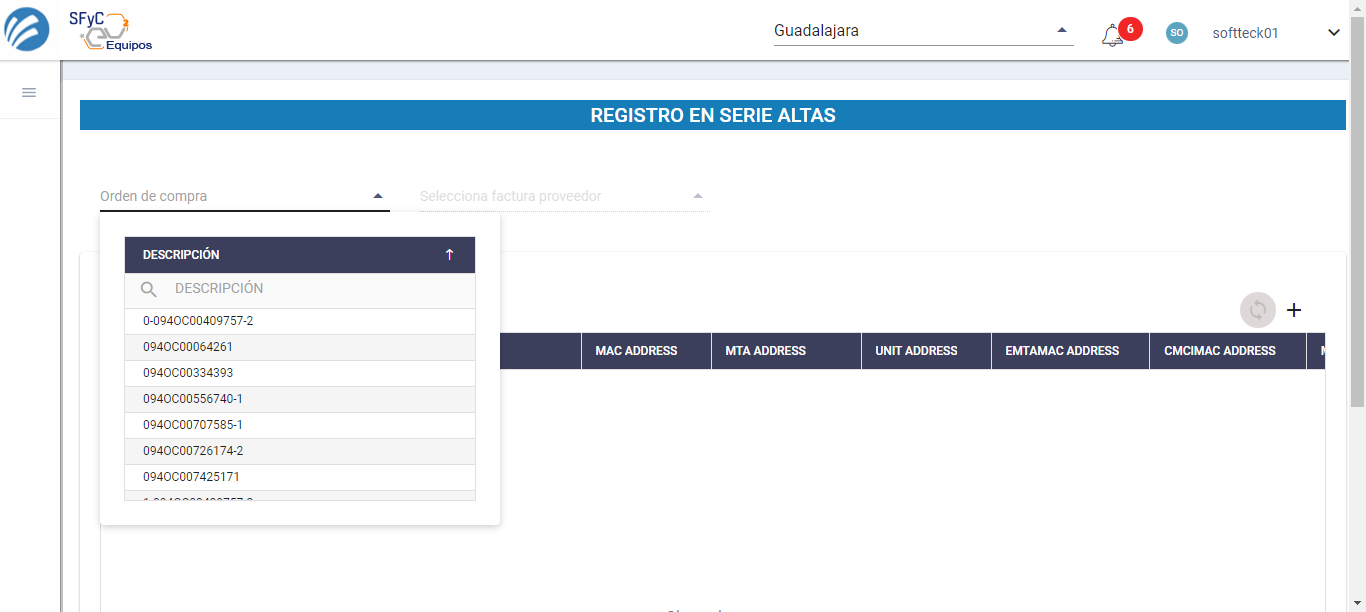 SFyC
2
Equipos
Guadalajara
6
SO
softteck01
REGISTRO EN SERIE ALTAS
Orden de compra
Selecciona factura proveedor
DESCRIPCIÓN
DESCRIPCIÓN
0-094OC00409757-2
094OC00064261
094OC00334393
094OC00556740-1
094OC00707585-1
094OC00726174-2
094OC007425171
MAC ADDRESS MTA ADDRESS UNIT ADDRESS EMTAMAC ADDRESS CMCIMAC ADDRESS